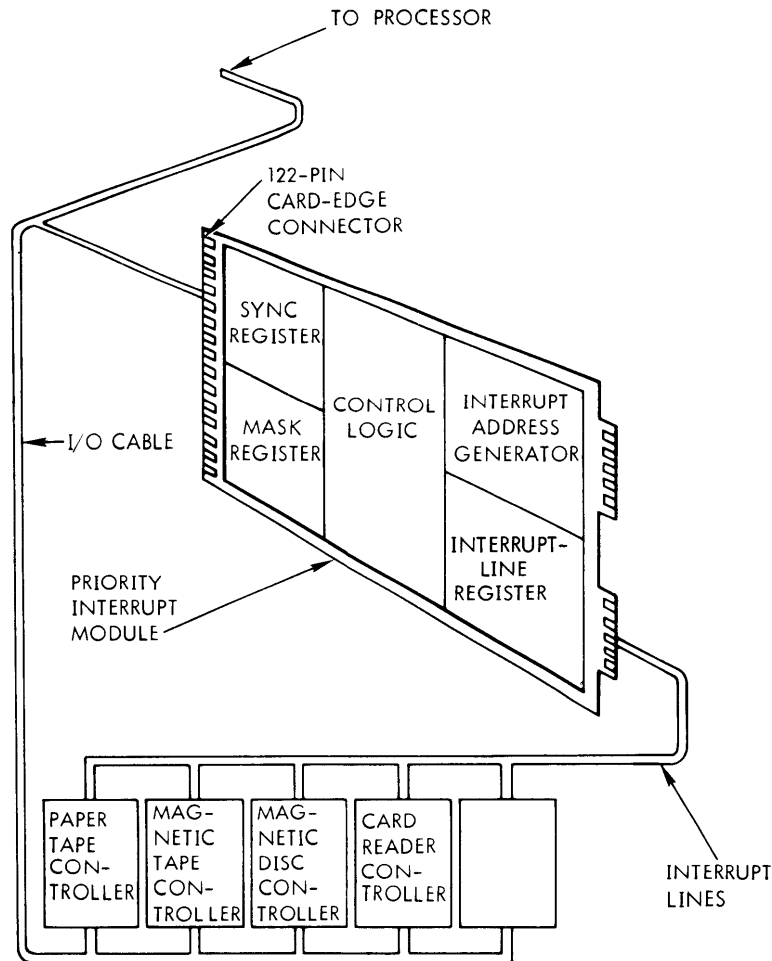 TO PROCESSOR
122-PIN
CARD-EDGE
CONNECTOR
SYNC
REGISTER
MASK
REGISTER
CONTROL
LOGIC
INTERRUPT
ADDRESS
GENERATOR
INTERRUPT-
LINE
REGISTER
I/O CABLE
PRIORITY
INTERRUPT
MODULE
PAPER
TAPE
CON-
TROLLER
MAG-
NETIC
TAPE
CON-
TROLLER
MAG-
NETIC
DISC
CON-
TROLLER
CARD
READER
CON-
TROLLER
INTERRUPT
LINES